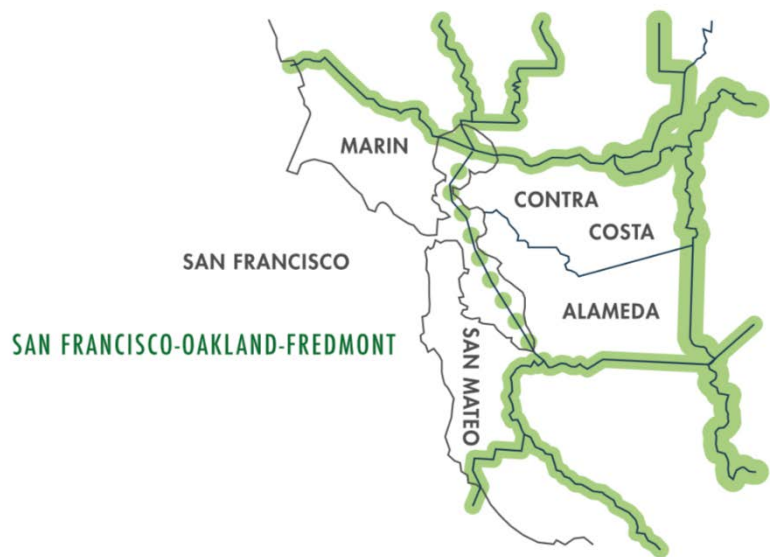 MARIN
CONTRA
COSTA
SAN FRANCISCO
ALAMEDA
SAN FRANCISCO-OAKLAND-FREDMONT
SAN MATEO